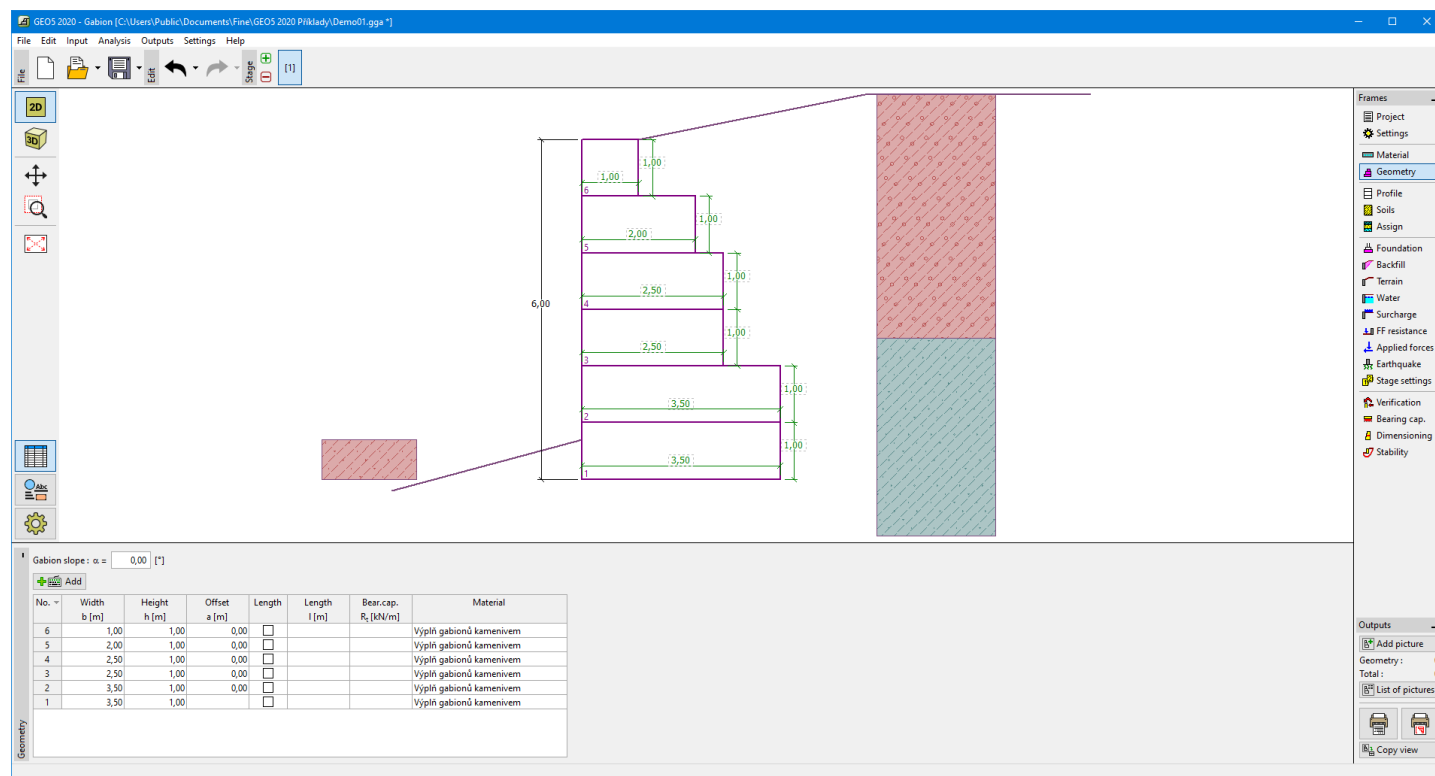 GEO5 2020 - Gabion [C:\Users\Public\Documents\Fine\GEO5 2020 Příklady\Demo01.gga *]
File Edit Input Analysis Outputs Settings Help
File
Edit
Stage
[1]
2D
3D
Abc
1,00
1,00
6
1,00
2,00
5
1,00
2,50
6,00
4
1,00
2,50
3
1,00
3,50
2
1,00
3,50
1
Frames
Project
Settings
Material
Geometry
Profile
Soils
Assign
Foundation
Backfill
Terrain
Water
Surcharge
FF resistance
Applied forces
Earthquake
Stage settings
Verification
Bearing cap.
Dimensioning
Stability
Geometry
Gabion slope : α = 0,00 [°]
Add
No. Width Height Offset Length Length Bear.cap. Material
b [m] h [m] a [m] l [m] Rt [kN/m]
6 1,00 1,00 0,00 Výplň gabionů kamenivem
5 2,00 1,00 0,00 Výplň gabionů kamenivem
4 2,50 1,00 0,00 Výplň gabionů kamenivem
3 2,50 1,00 0,00 Výplň gabionů kamenivem
2 3,50 1,00 0,00 Výplň gabionů kamenivem
1 3,50 1,00 Výplň gabionů kamenivem
Outputs
Add picture
Geometry :
Total :
List of pictures
Copy view